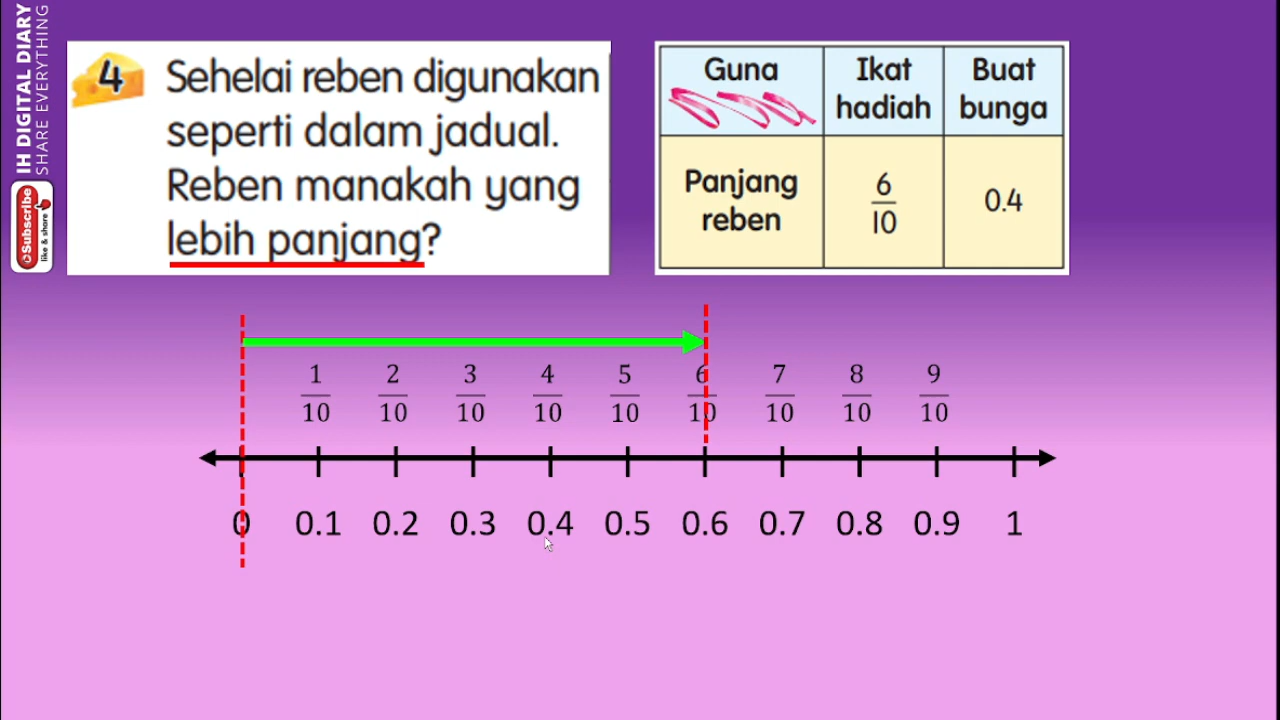 IH DIGITAL DIARY
SHARE EVERYTHING
Subscribe
like & share
4
Sehelai reben digunakan
seperti dalam jadual.
Reben manakah yang
lebih panjang?
Guna
Ikat
hadiah
Buat
bunga
Panjang
reben
6/10
0.4
1/10 2/10 3/10 4/10 5/10 6/10 7/10 8/10 9/10
0 0.1 0.2 0.3 0.4 0.5 0.6 0.7 0.8 0.9 1